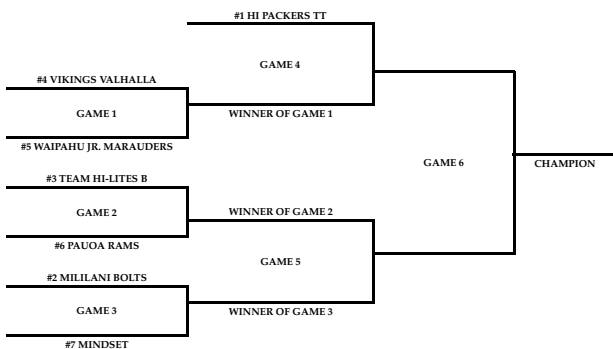 #1 HI PACKERS TT
GAME 4
#4 VIKINGS VALHALLA
GAME 1
WINNER OF GAME 1
#5 WAIPAHU JR. MARAUDERS
GAME 6
CHAMPION
#3 TEAM HI-LITES B
GAME 2
WINNER OF GAME 2
#6 PAUOA RAMS
GAME 5
#2 MILILANI BOLTS
GAME 3
WINNER OF GAME 3
#7 MINDSET